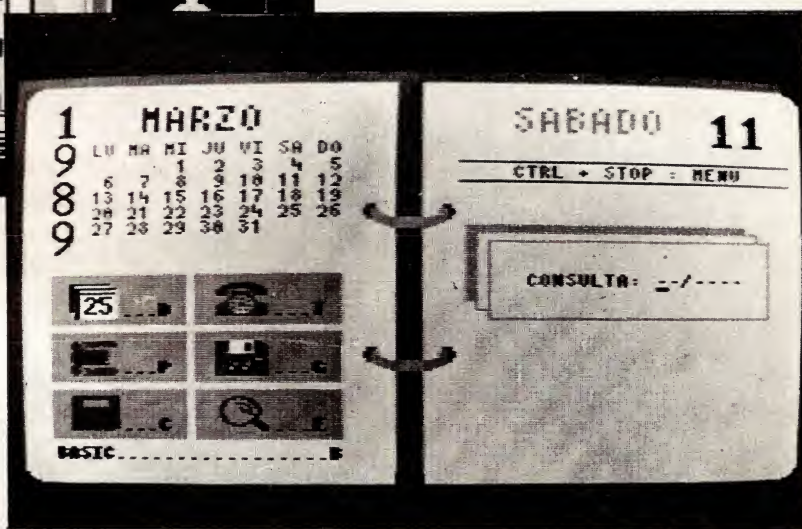 1989
MARZO
LU MA MI JU VI SA DO
1 2 3 4 5
6 7 8 9 10 11 12
13 14 15 16 17 18 19
20 21 22 23 24 25 26
27 28 29 30 31
25....D ....T
....P ....G
....C ....E
BASIC....................B
SABADO 11
CTRL + STOP : MENU
CONSULTA: --/----